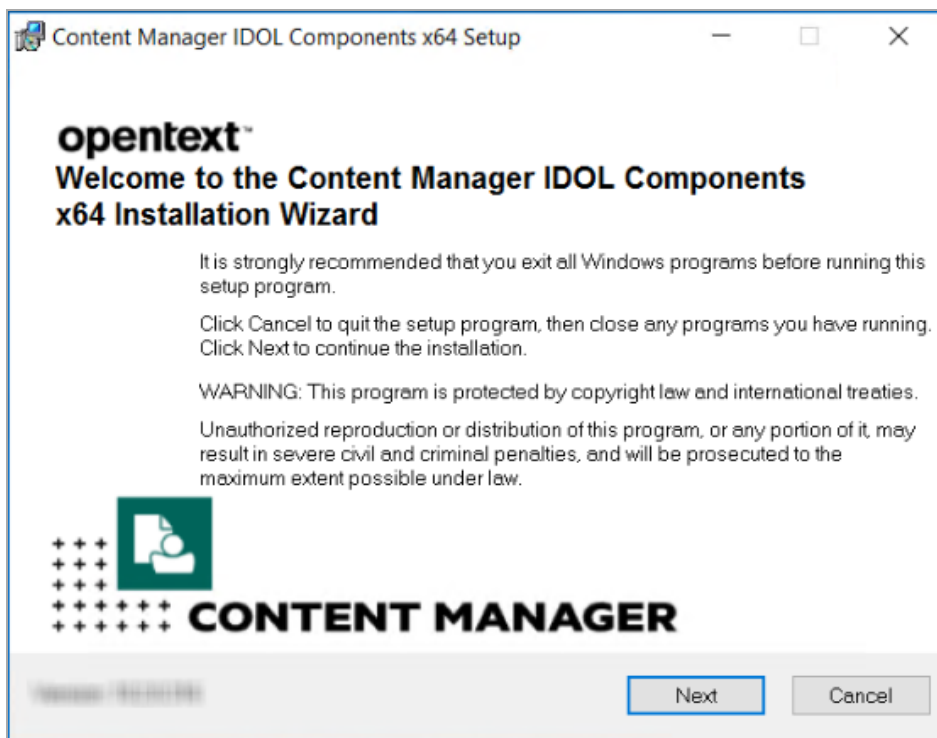 Content Manager IDOL Components x64 Setup
opentext™
Welcome to the Content Manager IDOL Components
x64 Installation Wizard
It is strongly recommended that you exit all Windows programs before running this
setup program.
Click Cancel to quit the setup program, then close any programs you have running.
Click Next to continue the installation.
WARNING: This program is protected by copyright law and international treaties.
Unauthorized reproduction or distribution of this program, or any portion of it, may
result in severe civil and criminal penalties, and will be prosecuted to the
maximum extent possible under law.
CONTENT MANAGER
Next
Cancel